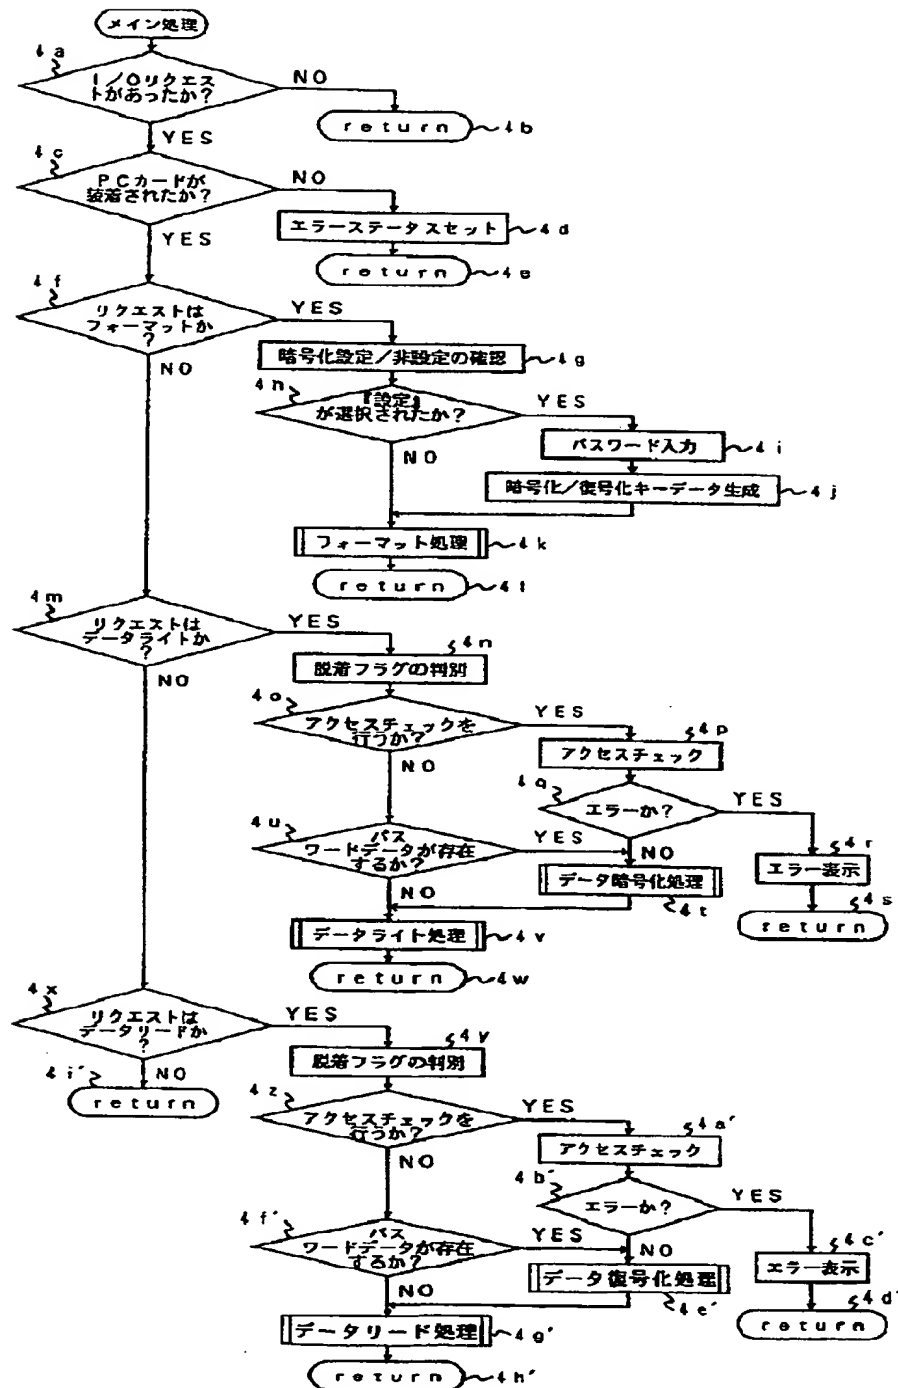 メイン処理
4a
I/Oリクエス
トがあったか?
NO
return
4b
YES
4c
PCカードが
装着されたか?
NO
エラーステータスセット
4d
YES
return
4e
4f
リクエストは
フォーマットか
?
YES
暗号化設定/非設定の確認
4g
NO
4h
『設定』
が選択されたか?
YES
パスワード入力
4i
NO
暗号化/復号化キーデータ生成
4j
フォーマット処理
4k
return
4l
4m
リクエストは
データライトか
?
YES
4n
脱着フラグの判別
NO
4o
アクセスチェックを
行うか?
YES
4p
アクセスチェック
NO
4q
エラーか?
YES
4u
パス
ワードデータが存在
するか?
YES
NO
4r
エラー表示
データ暗号化処理
4t
NO
4s
return
データライト処理
4v
return
4w
4x
リクエストは
データリードか
?
YES
4y
脱着フラグの判別
4i'
NO
return
4z
アクセスチェックを
行うか?
YES
4a'
アクセスチェック
NO
4b'
エラーか?
YES
4f'
パス
ワードデータが存在
するか?
YES
NO
4c'
エラー表示
データ復号化処理
4e'
NO
4d'
return
データリード処理
4g'
return
4h'